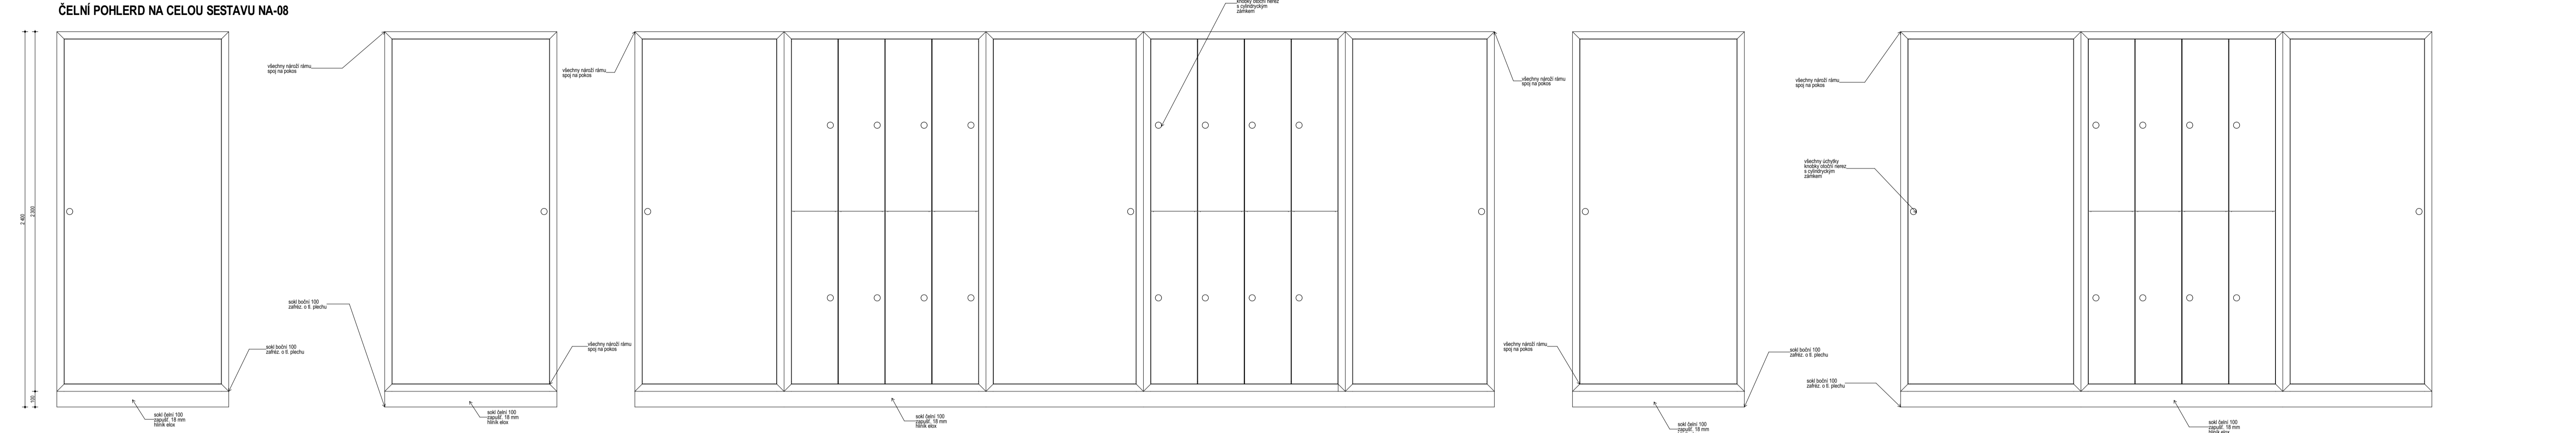 ČELNÍ POHLERD NA CELOU SESTAVU NA-08
knobky otoční nerez
s cylindryckým
zámkem
všechny nároží rámu
spoj na pokos
všechny nároží rámu
spoj na pokos
všechny nároží rámu
spoj na pokos
všechny nároží rámu
spoj na pokos
všechny úchytky
knobky otoční nerez
s cylindryckým
zámkem
2 400
2 300
100
sokl boční 100
zafréz. o tl. plechu
sokl boční 100
zafréz. o tl. plechu
všechny nároží rámu
spoj na pokos
všechny nároží rámu
spoj na pokos
sokl boční 100
zafréz. o tl. plechu
sokl boční 100
zafréz. o tl. plechu
sokl čelní 100
zapušť. 18 mm
hliník elox
sokl čelní 100
zapušť. 18 mm
hliník elox
sokl čelní 100
zapušť. 18 mm
hliník elox
sokl čelní 100
zapušť. 18 mm
sokl čelní 100
zapušť. 18 mm
hliník elox